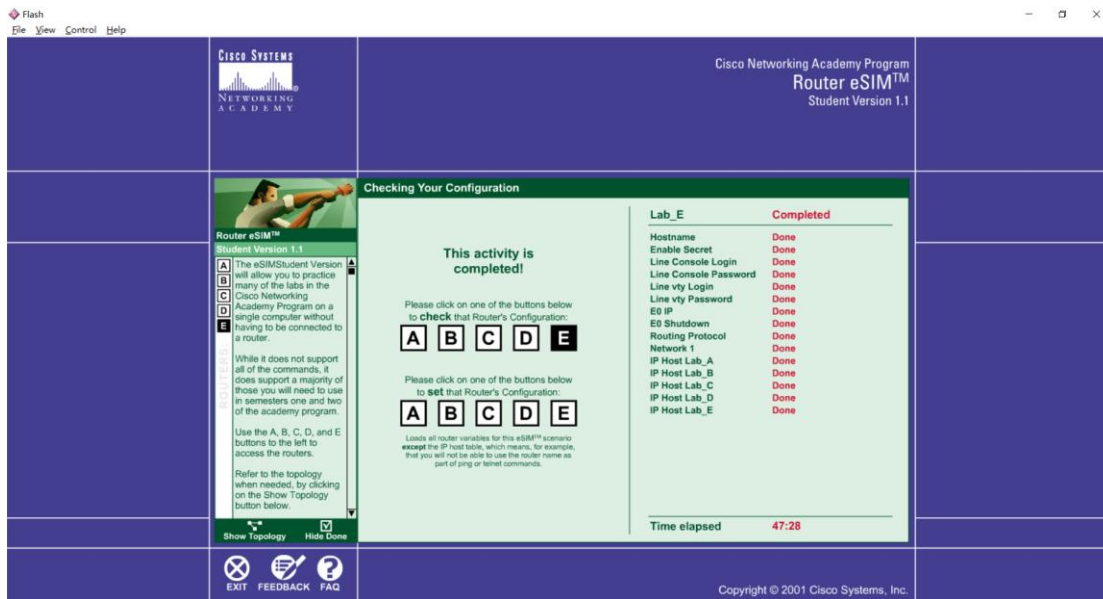 Flash
File View Control Help
CISCO SYSTEMS
NETWORKING
ACADEMY
Cisco Networking Academy Program
Router eSIM™
Student Version 1.1
Router eSIM™
Student Version 1.1
A
B
C
D
E
ROUTERS:
The eSIMStudent Version
will allow you to practice
many of the labs in the
Cisco Networking
Academy Program on a
single computer without
having to be connected to
a router.
While it does not support
all of the commands, it
does support a majority of
those you will need to use
in semesters one and two
of the academy program.
Use the A, B, C, D, and E
buttons to the left to
access the routers.
Refer to the topology
when needed, by clicking
on the Show Topology
button below.
Show Topology Hide Done
Checking Your Configuration
This activity is
completed!
Please click on one of the buttons below
to check that Router's Configuration:
A B C D E
Please click on one of the buttons below
to set that Router's Configuration:
A B C D E
Loads all router variables for this eSIM™ scenario
except the IP host table, which means, for example,
that you will not be able to use the router name as
part of ping or telnet commands.
Lab_E Completed
Hostname Done
Enable Secret Done
Line Console Login Done
Line Console Password Done
Line vty Login Done
Line vty Password Done
E0 IP Done
E0 Shutdown Done
Routing Protocol Done
Network 1 Done
IP Host Lab_A Done
IP Host Lab_B Done
IP Host Lab_C Done
IP Host Lab_D Done
IP Host Lab_E Done
Time elapsed 47:28
EXIT FEEDBACK FAQ
Copyright © 2001 Cisco Systems, Inc.